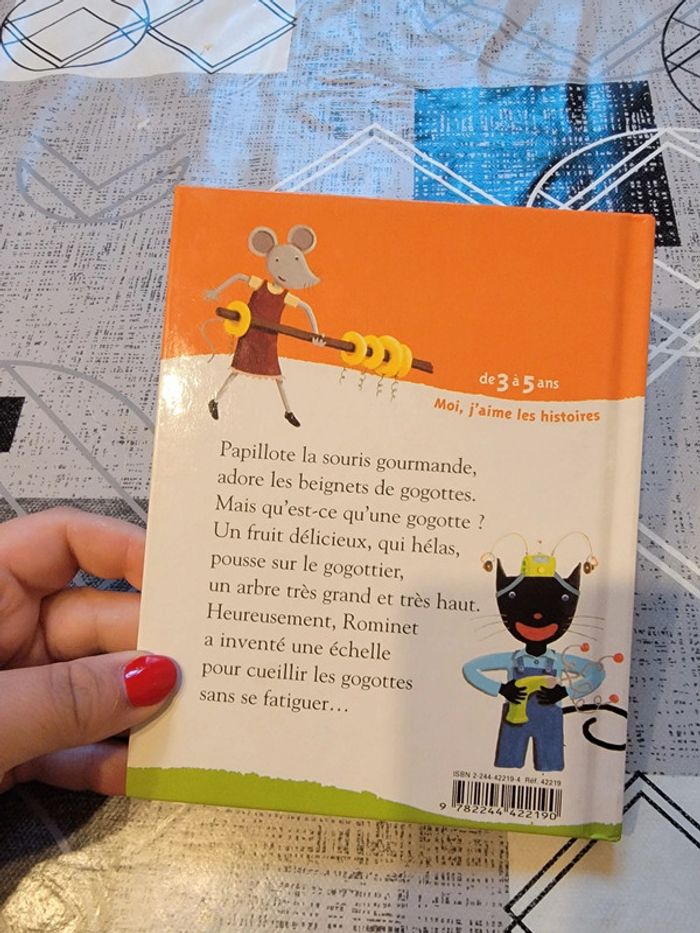 de 3 à 5 ans
Moi, j'aime les histoires
Papillote la souris gourmande,
adore les beignets de gogottes.
Mais qu'est-ce qu'une gogotte ?
Un fruit délicieux, qui hélas,
pousse sur le gogottier,
un arbre très grand et très haut.
Heureusement, Rominet
a inventé une échelle
pour cueillir les gogottes
sans se fatiguer...
ISBN 2-244-42219-4 Réf. 42219
9 782244 422190